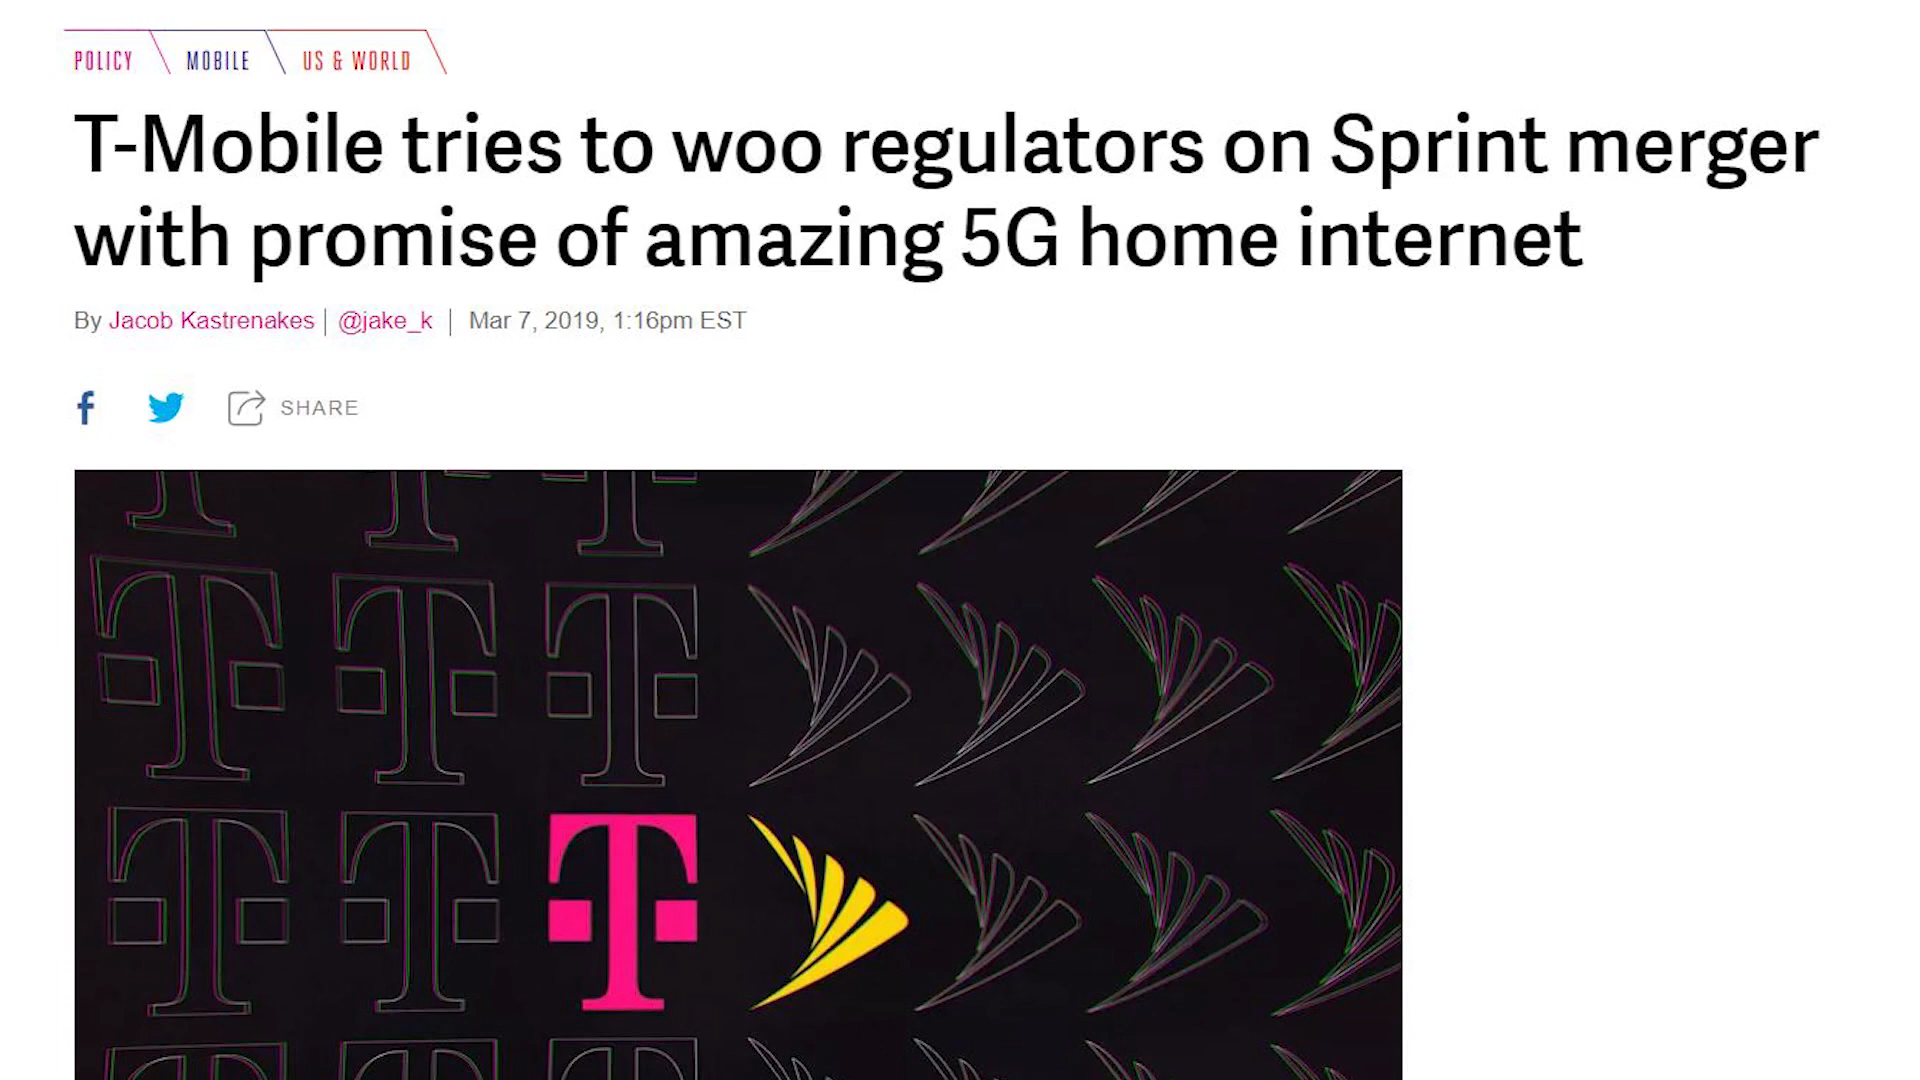 POLICY MOBILE US & WORLD
T-Mobile tries to woo regulators on Sprint merger
with promise of amazing 5G home internet
By Jacob Kastrenakes | @jake_k | Mar 7, 2019, 1:16pm EST
SHARE